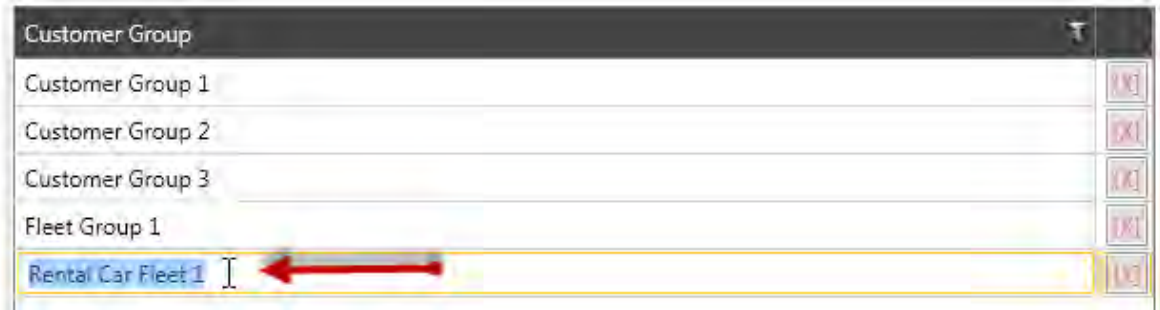 Customer Group
Customer Group 1 [X]
Customer Group 2 [X]
Customer Group 3 [X]
Fleet Group 1 [X]
Rental Car Fleet 1 [X]